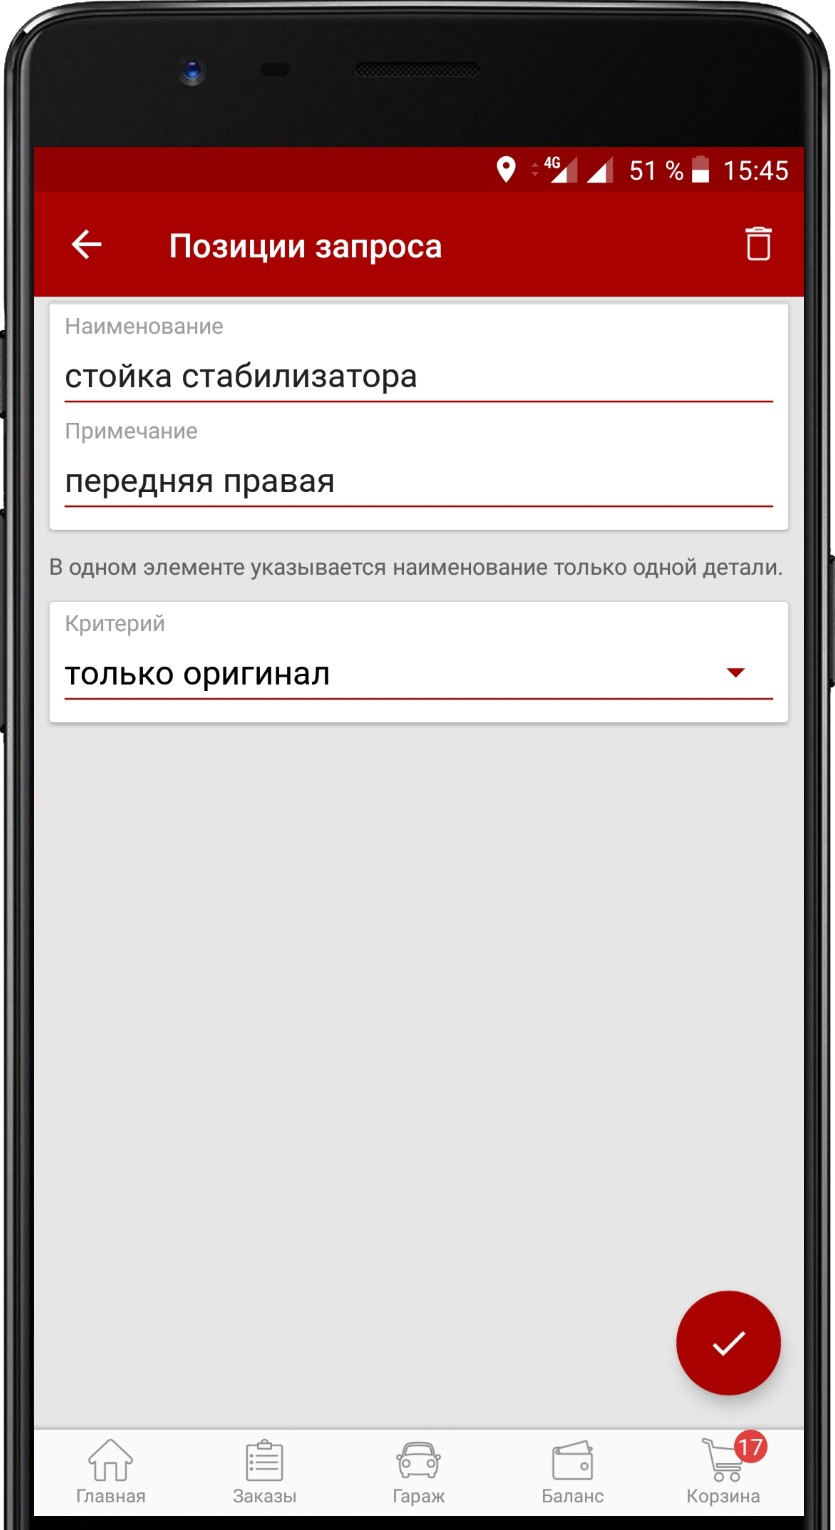 4G 51 % 15:45
Позиции запроса
Наименование
стойка стабилизатора
Примечание
передняя правая
В одном элементе указывается наименование только одной детали.
Критерий
только оригинал
17
Главная Заказы Гараж Баланс Корзина